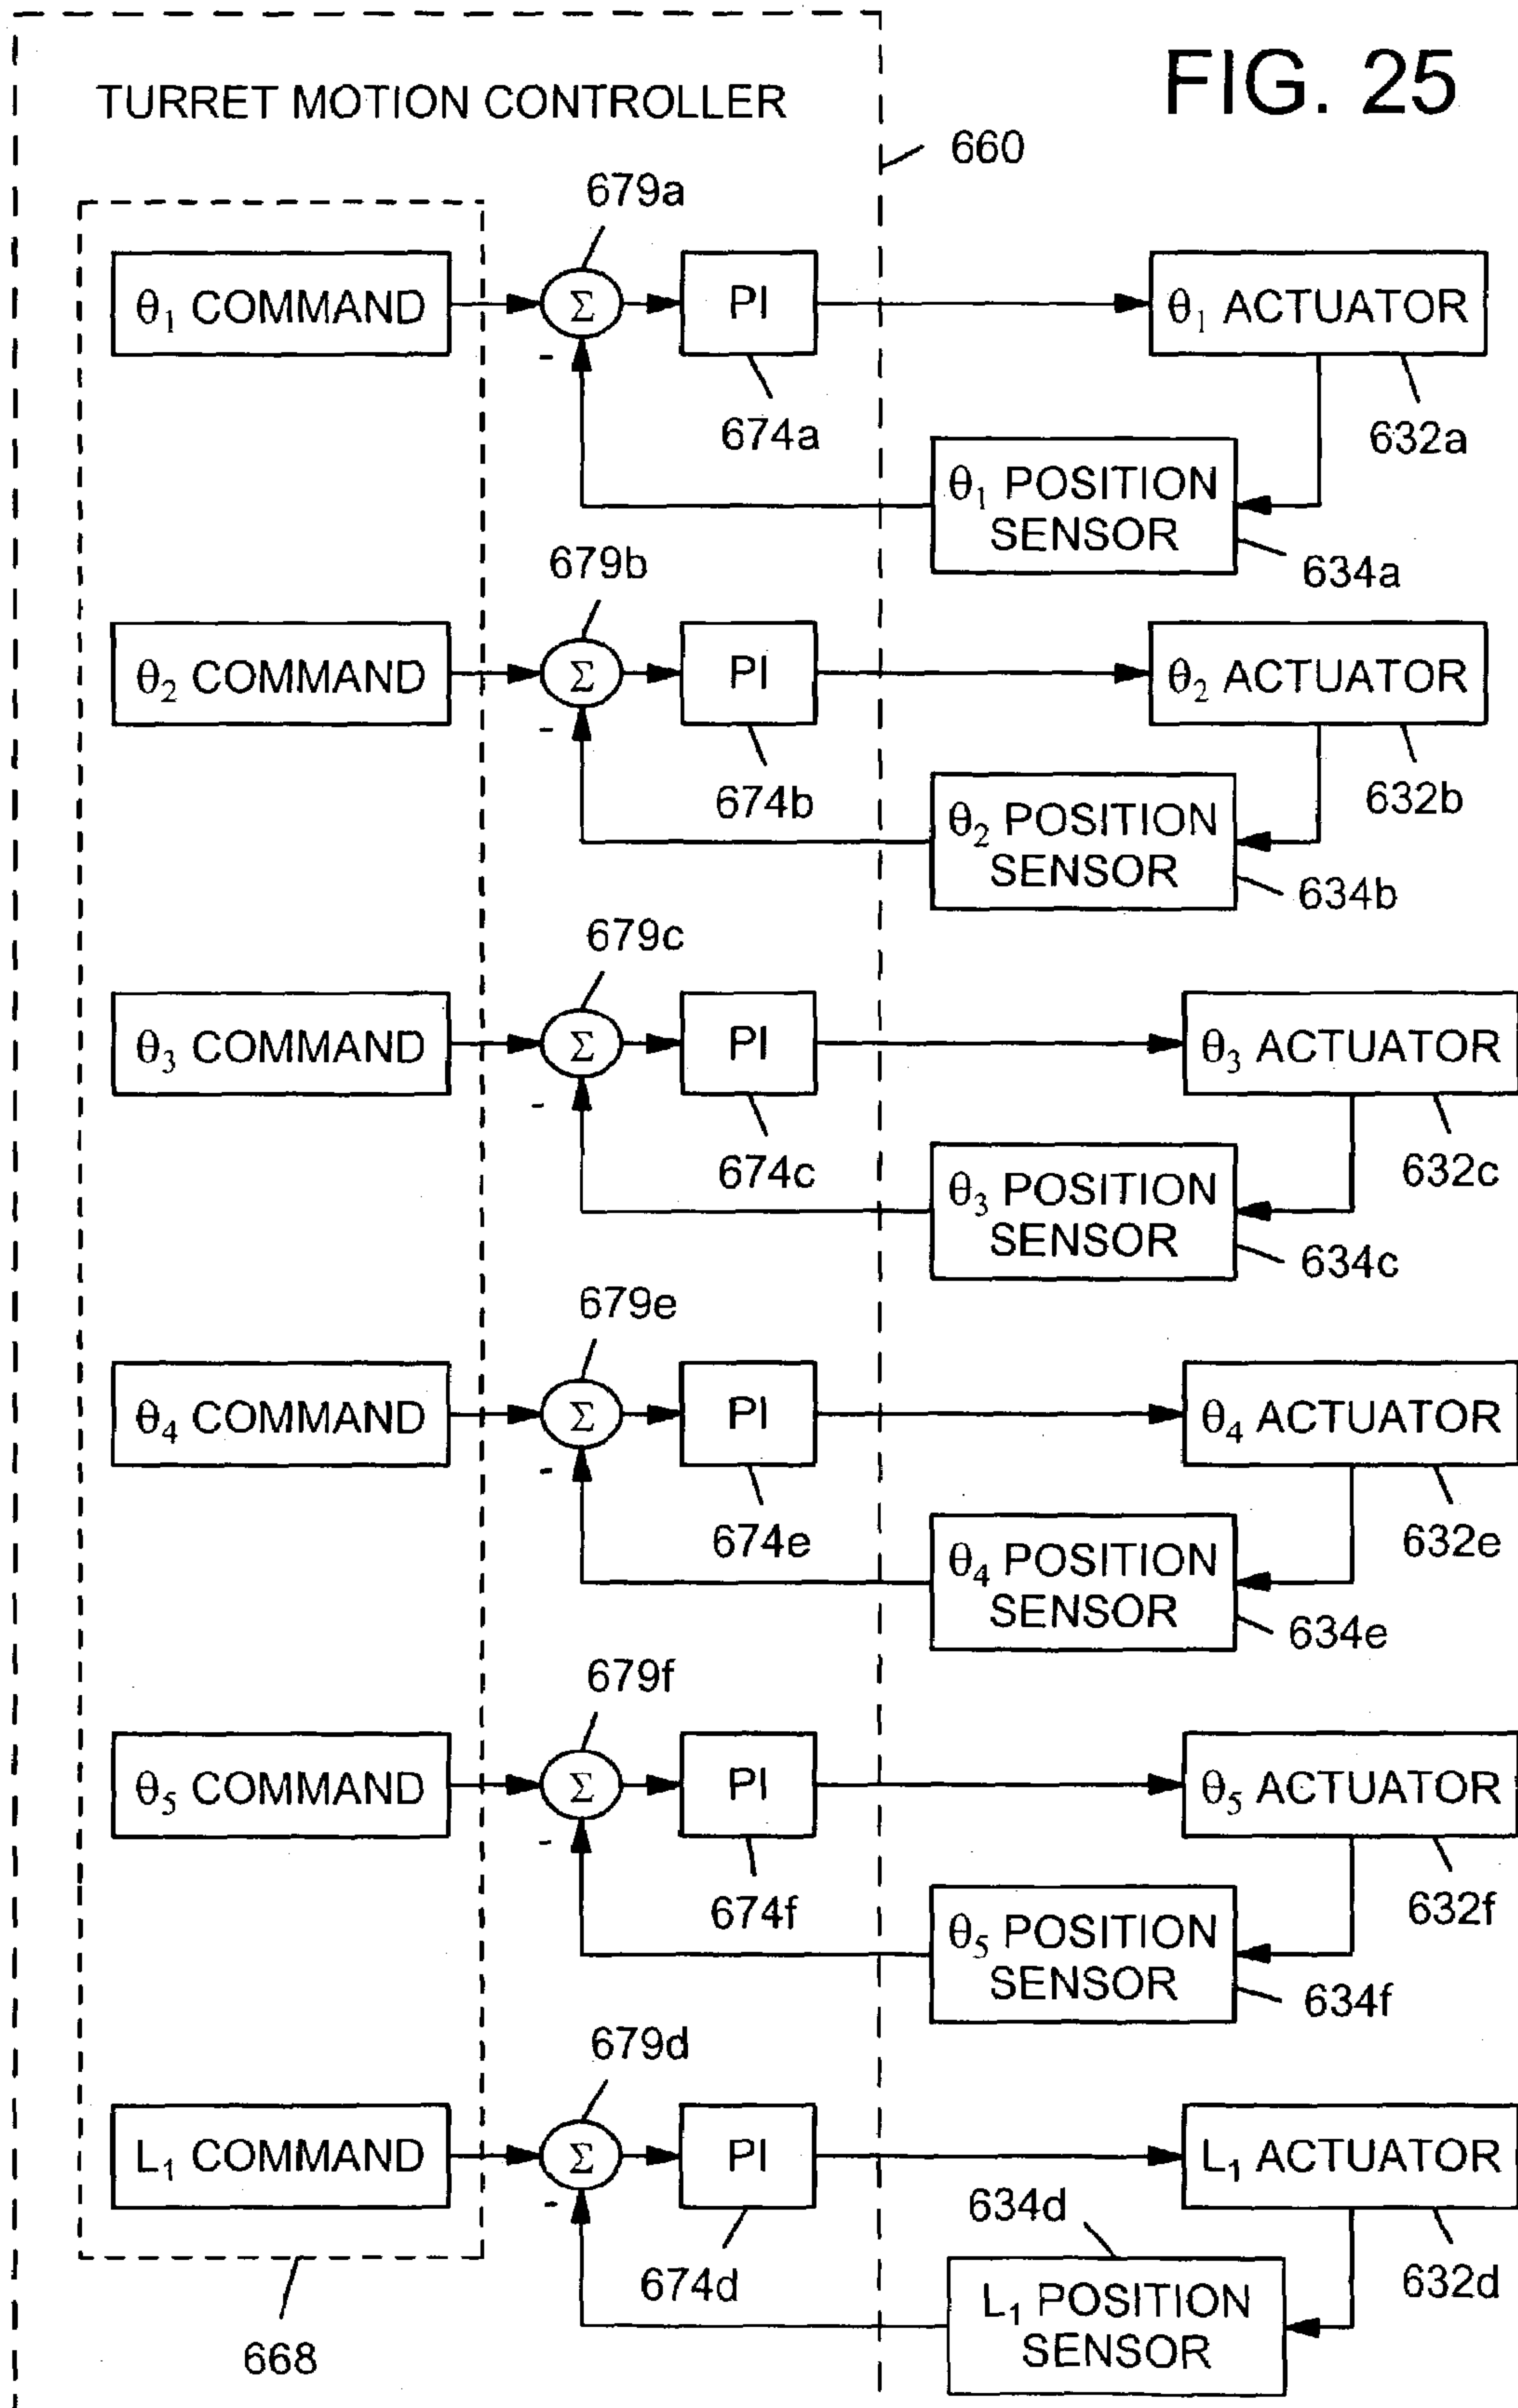 FIG. 25
TURRET MOTION CONTROLLER
660
679a
θ₁ COMMAND
Σ
PI
θ₁ ACTUATOR
-
674a
632a
θ₁ POSITION
SENSOR
634a
679b
θ₂ COMMAND
Σ
PI
θ₂ ACTUATOR
-
674b
632b
θ₂ POSITION
SENSOR
634b
679c
θ₃ COMMAND
Σ
PI
θ₃ ACTUATOR
-
674c
632c
θ₃ POSITION
SENSOR
634c
679e
θ₄ COMMAND
Σ
PI
θ₄ ACTUATOR
-
674e
632e
θ₄ POSITION
SENSOR
634e
679f
θ₅ COMMAND
Σ
PI
θ₅ ACTUATOR
-
674f
632f
θ₅ POSITION
SENSOR
634f
679d
L₁ COMMAND
Σ
PI
L₁ ACTUATOR
-
634d
674d
632d
L₁ POSITION
SENSOR
668